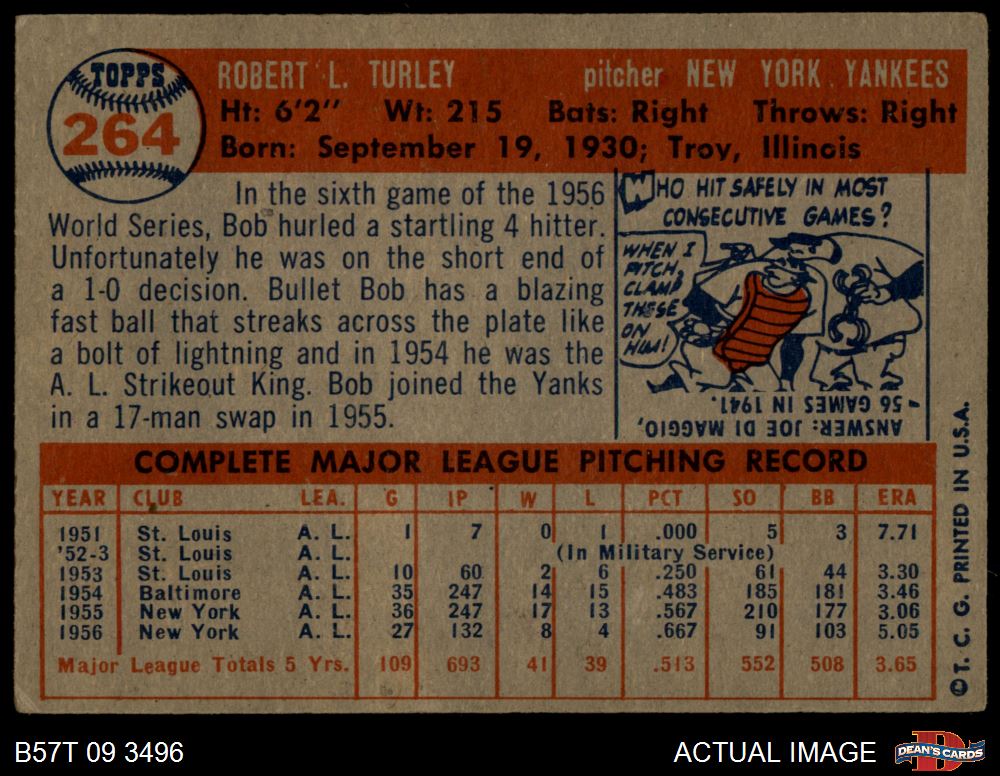 TOPPS
264
ROBERT L. TURLEY pitcher NEW YORK YANKEES
Ht: 6'2" Wt: 215 Bats: Right Throws: Right
Born: September 19, 1930; Troy, Illinois
In the sixth game of the 1956
World Series, Bob hurled a startling 4 hitter.
Unfortunately he was on the short end of
a 1-0 decision. Bullet Bob has a blazing
fast ball that streaks across the plate like
a bolt of lightning and in 1954 he was the
A. L. Strikeout King. Bob joined the Yanks
in a 17-man swap in 1955.
WHO HIT SAFELY IN MOST
CONSECUTIVE GAMES?
WHEN I
PITCH,
CLAMP
THESE
ON
HIM!
ANSWER: JOE DI MAGGIO,
- 56 GAMES IN 1941.
COMPLETE MAJOR LEAGUE PITCHING RECORD
YEAR CLUB LEA. G IP W L PCT SO BB ERA
1951 St. Louis A. L. 1 7 0 1 .000 5 3 7.71
'52-3 St. Louis A. L. (In Military Service)
1953 St. Louis A. L. 10 60 2 6 .250 61 44 3.30
1954 Baltimore A. L. 35 247 14 15 .483 185 181 3.46
1955 New York A. L. 36 247 17 13 .567 210 177 3.06
1956 New York A. L. 27 132 8 4 .667 91 103 5.05
Major League Totals 5 Yrs. 109 693 41 39 .513 552 508 3.65
©T. C. G. PRINTED IN U.S.A.
B57T 09 3496
ACTUAL IMAGE
D
DEAN'S CARDS